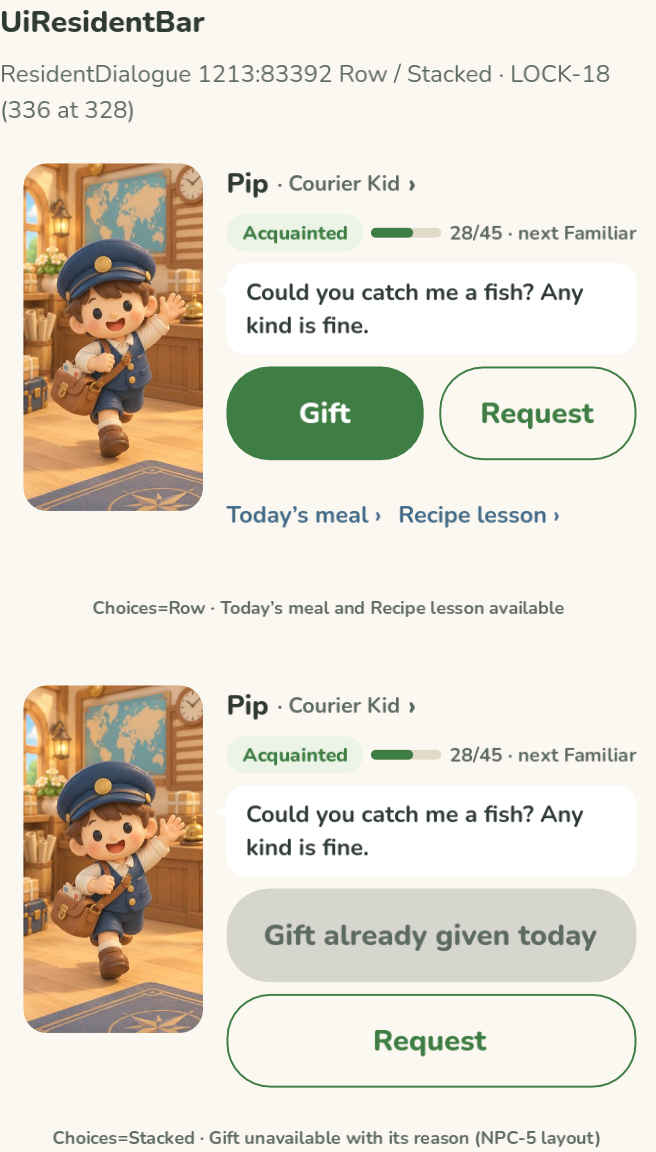 UiResidentBar
ResidentDialogue 1213:83392 Row / Stacked · LOCK-18
(336 at 328)
Pip · Courier Kid ›
Acquainted 28/45 · next Familiar
Could you catch me a fish? Any
kind is fine.
Gift Request
Today’s meal › Recipe lesson ›
Choices=Row · Today’s meal and Recipe lesson available
Pip · Courier Kid ›
Acquainted 28/45 · next Familiar
Could you catch me a fish? Any
kind is fine.
Gift already given today
Request
Choices=Stacked · Gift unavailable with its reason (NPC-5 layout)